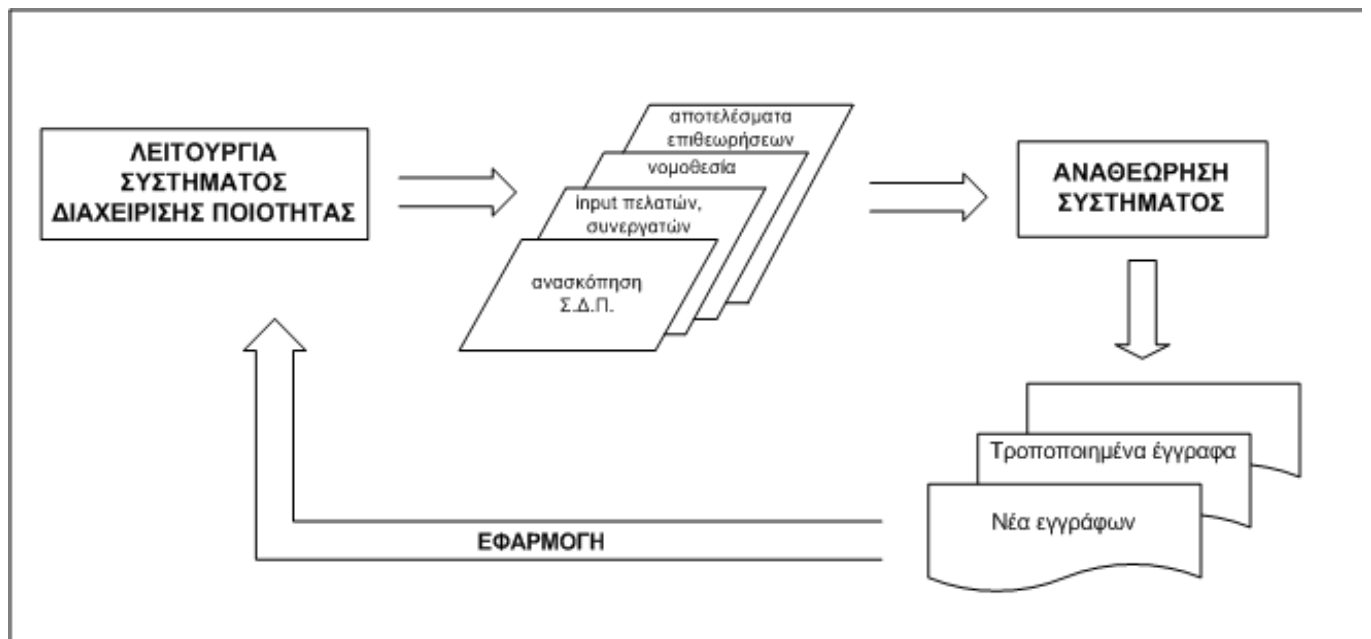 ΛΕΙΤΟΥΡΓΙΑ
ΣΥΣΤΗΜΑΤΟΣ
ΔΙΑΧΕΙΡΙΣΗΣ ΠΟΙΟΤΗΤΑΣ
αποτελέσματα
επιθεωρήσεων
νομοθεσία
input πελατών,
συνεργατών
ανασκόπηση
Σ.Δ.Π.
ΑΝΑΘΕΩΡΗΣΗ
ΣΥΣΤΗΜΑΤΟΣ
Τροποποιημένα έγγραφα
Νέα εγγράφων
ΕΦΑΡΜΟΓΗ